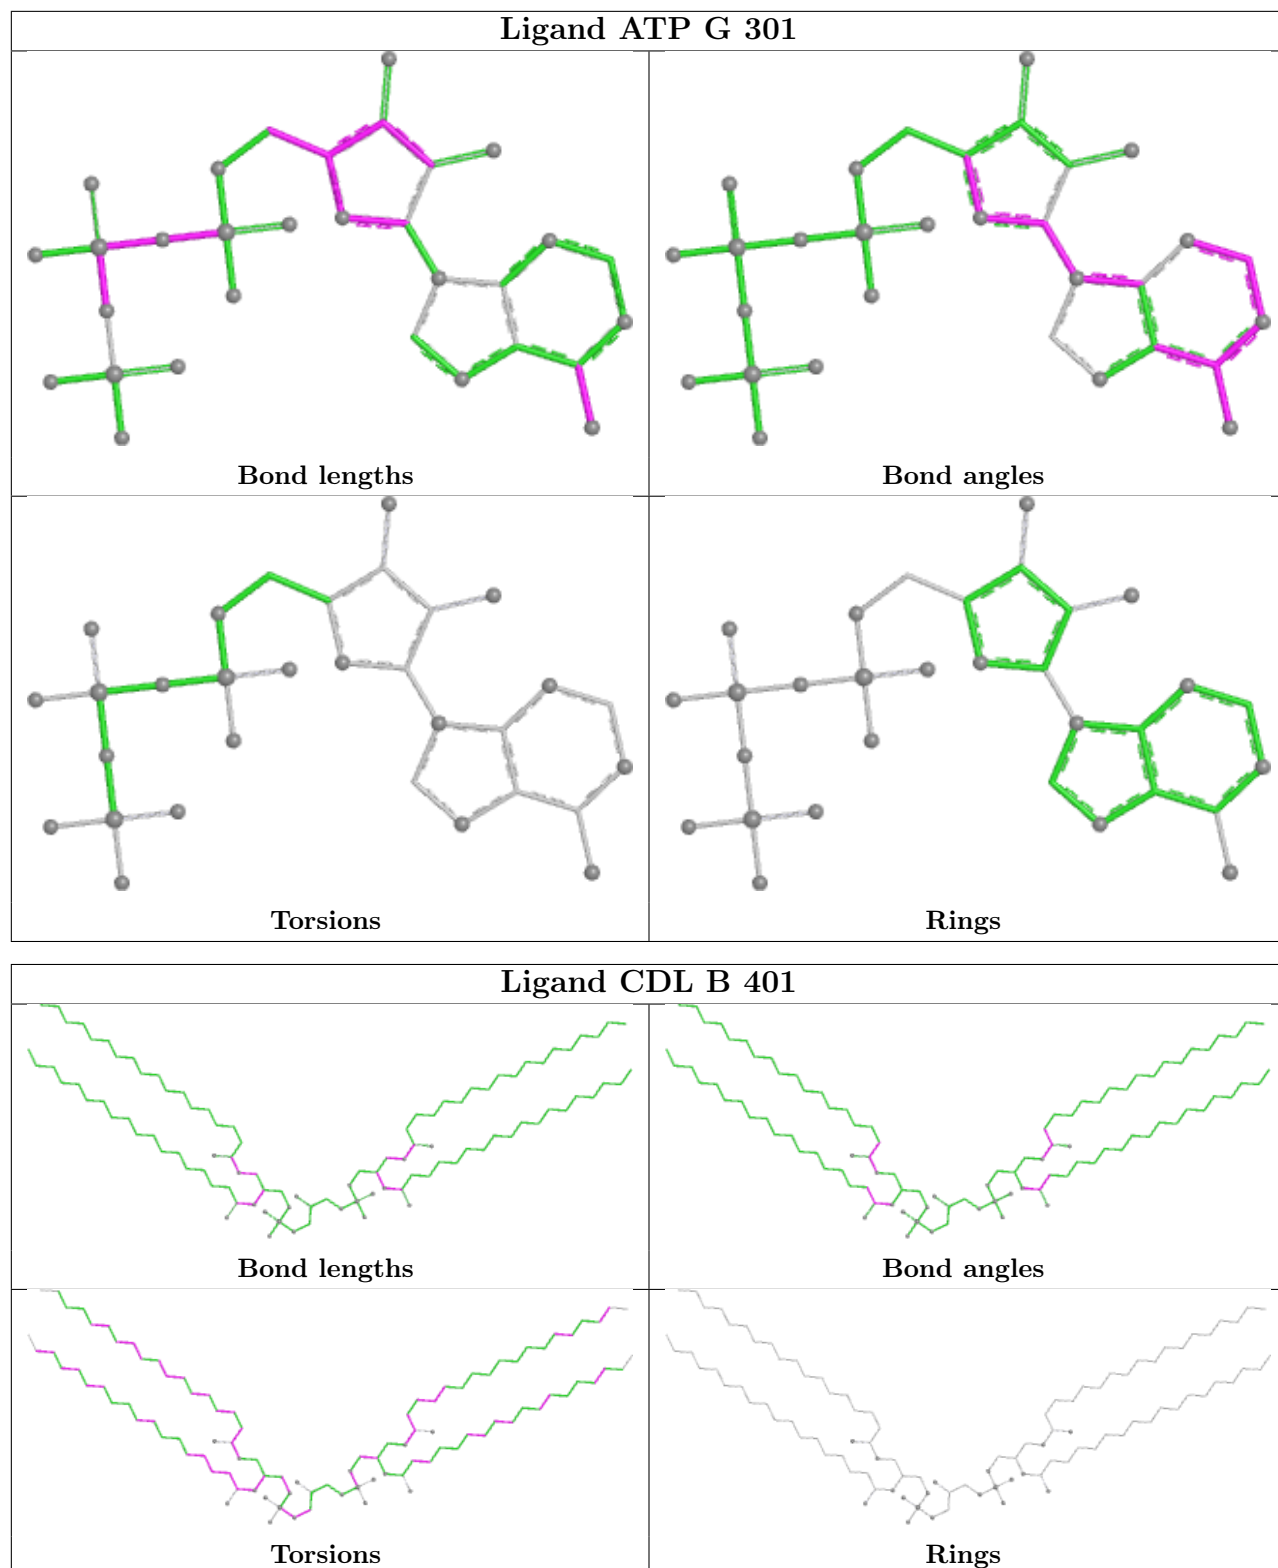 Ligand ATP G 301
Bond lengths
Bond angles
Torsions
Rings
Ligand CDL B 401
Bond lengths
Bond angles
Torsions
Rings